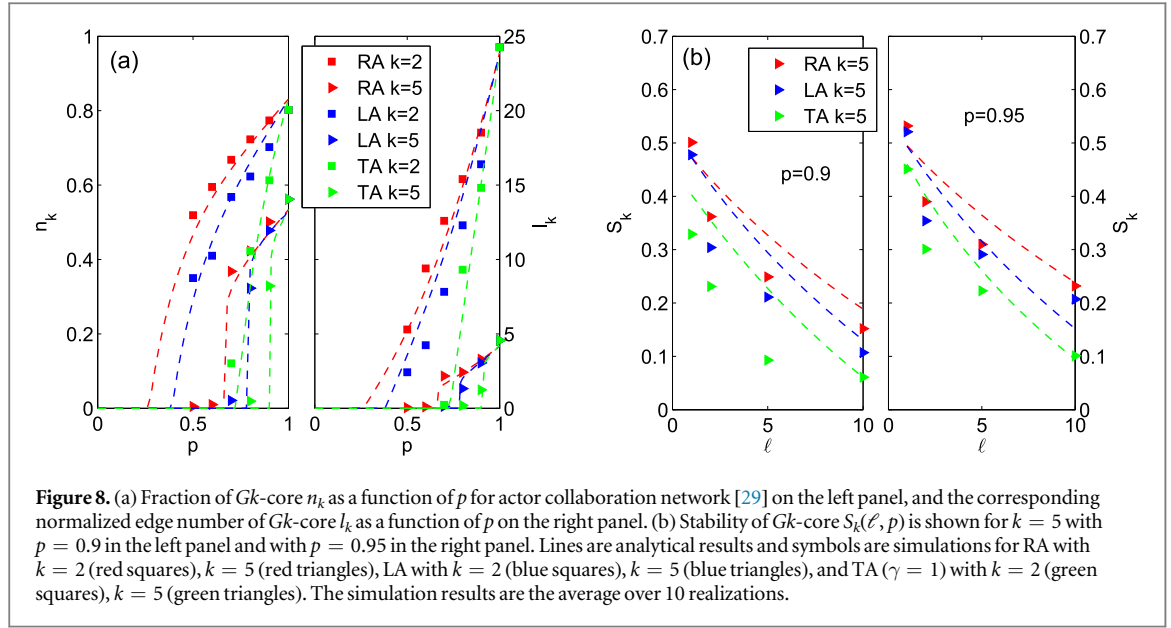 (a)
1
0.8
0.6
0.4
0.2
0
n_k
0 0.5 1
p
RA k=2
RA k=5
LA k=2
LA k=5
TA k=2
TA k=5
25
20
15
10
5
0
l_k
0 0.5 1
p
(b)
0.7
0.6
0.5
0.4
0.3
0.2
0.1
0
S_k
RA k=5
LA k=5
TA k=5
p=0.9
0 5 10
ℓ
p=0.95
0.7
0.6
0.5
0.4
0.3
0.2
0.1
0
S_k
0 5 10
ℓ
Figure 8. (a) Fraction of Gk-core n_k as a function of p for actor collaboration network [29] on the left panel, and the corresponding
normalized edge number of Gk-core l_k as a function of p on the right panel. (b) Stability of Gk-core S_k(ℓ, p) is shown for k = 5 with
p = 0.9 in the left panel and with p = 0.95 in the right panel. Lines are analytical results and symbols are simulations for RA with
k = 2 (red squares), k = 5 (red triangles), LA with k = 2 (blue squares), k = 5 (blue triangles), and TA (γ = 1) with k = 2 (green
squares), k = 5 (green triangles). The simulation results are the average over 10 realizations.